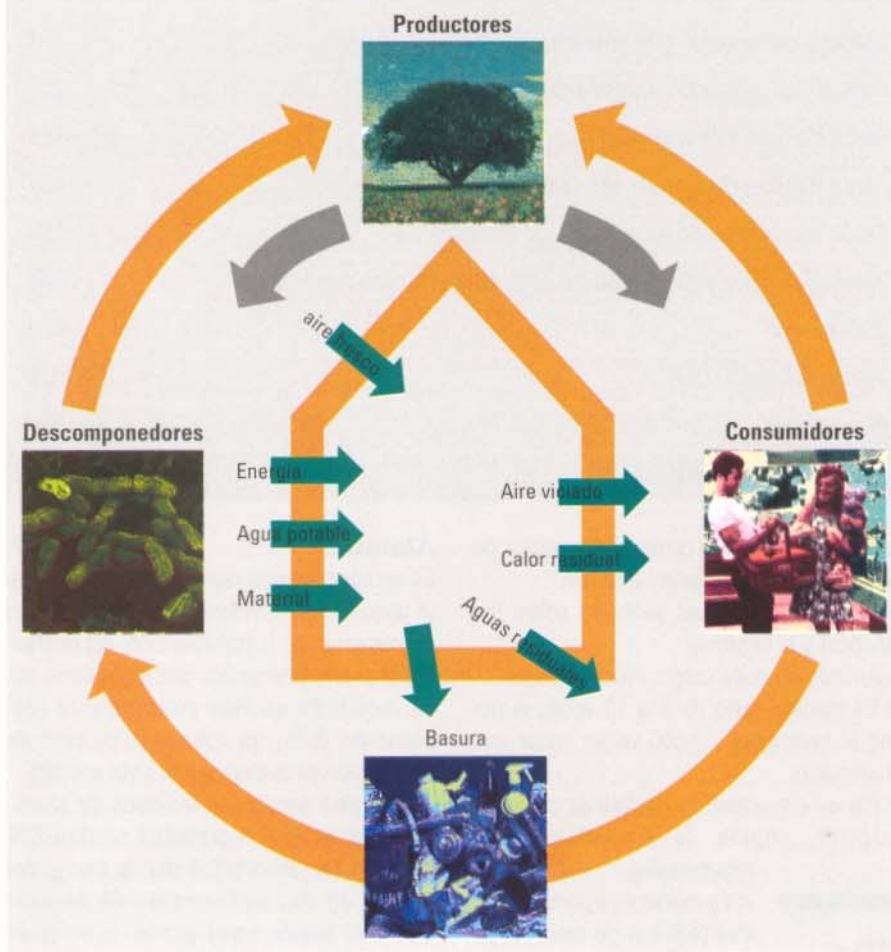 Productores
aire fresco
Descomponedores
Consumidores
Energía
Agua potable
Material
Aire viciado
Calor residual
Aguas residuales
Basura